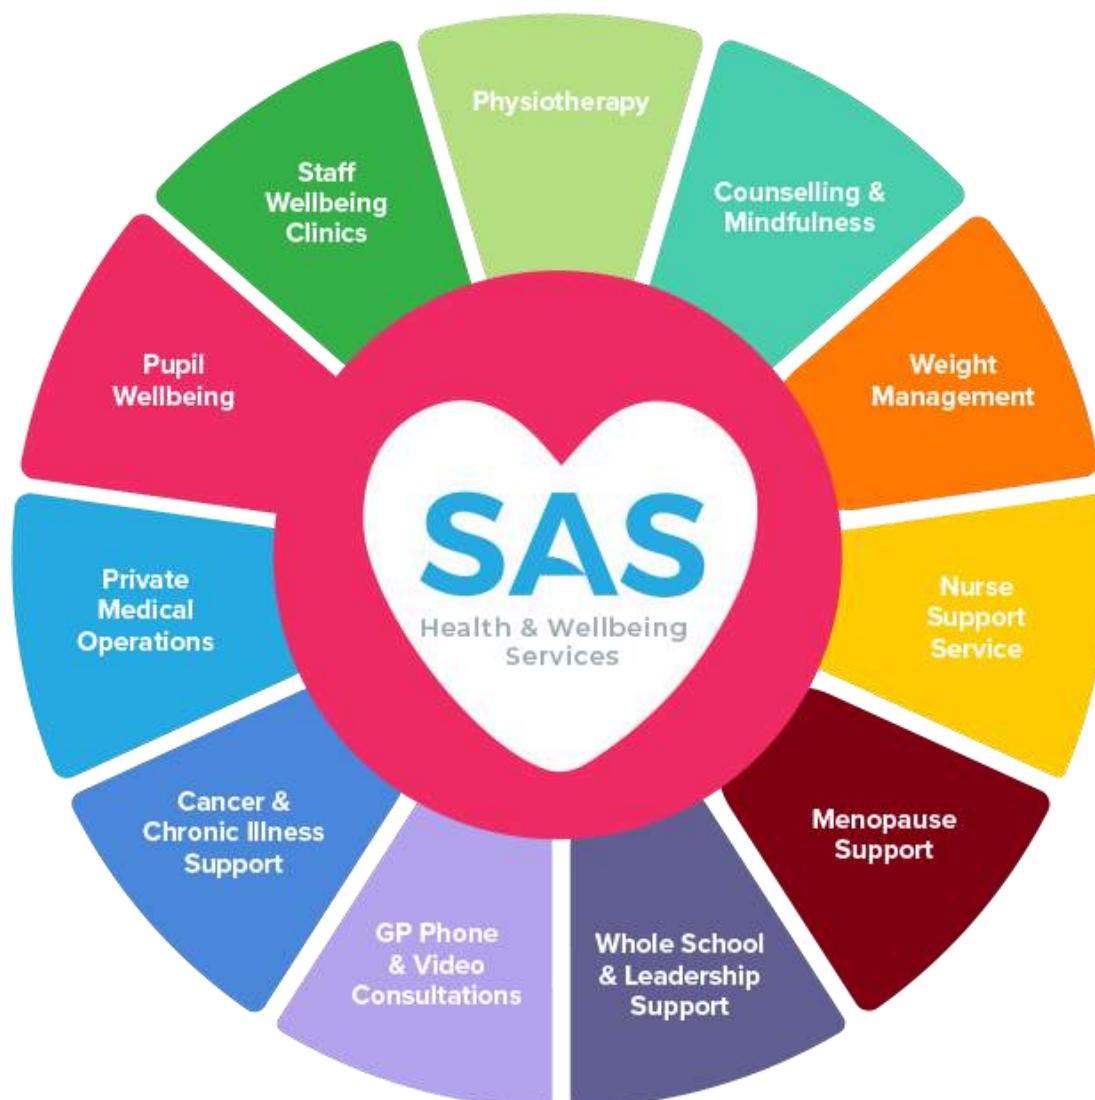 Physiotherapy
Counselling &
Mindfulness
Weight
Management
Nurse
Support
Service
Menopause
Support
Whole School
& Leadership
Support
GP Phone
& Video
Consultations
Cancer &
Chronic Illness
Support
Private
Medical
Operations
Pupil
Wellbeing
Staff
Wellbeing
Clinics
SAS
Health & Wellbeing
Services